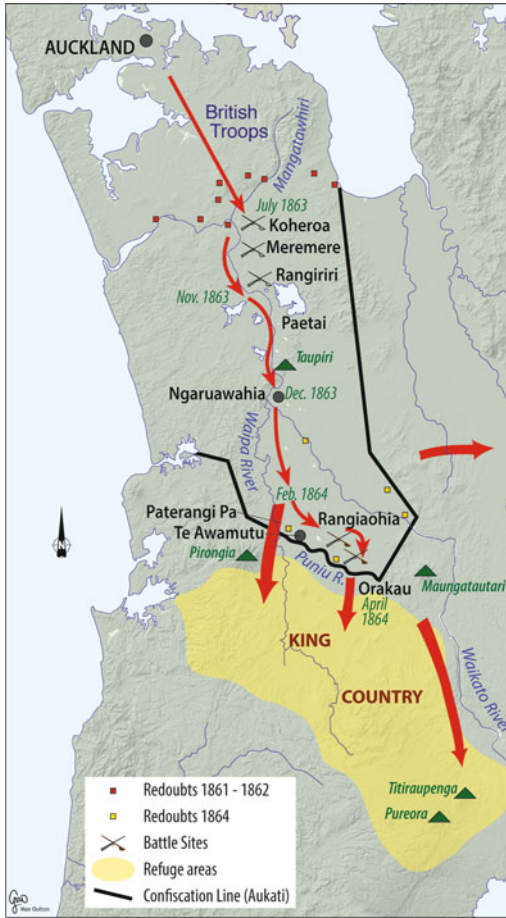 AUCKLAND
British
Troops
Mangatawhiri
July 1863
Koheroa
Meremere
Rangiriri
Nov. 1863
Paetai
Taupiri
Ngaruawahia
Dec. 1863
Waipa River
Feb. 1864
Paterangi Pa
Rangiaohia
Te Awamutu
Pirongia
Puniu R.
Orakau
Maungatautari
April
1864
KING
COUNTRY
Waikato River
Titiraupenga
Pureora
N
Redoubts 1861 - 1862
Redoubts 1864
Battle Sites
Refuge areas
Confiscation Line (Aukati)
Max Oulton